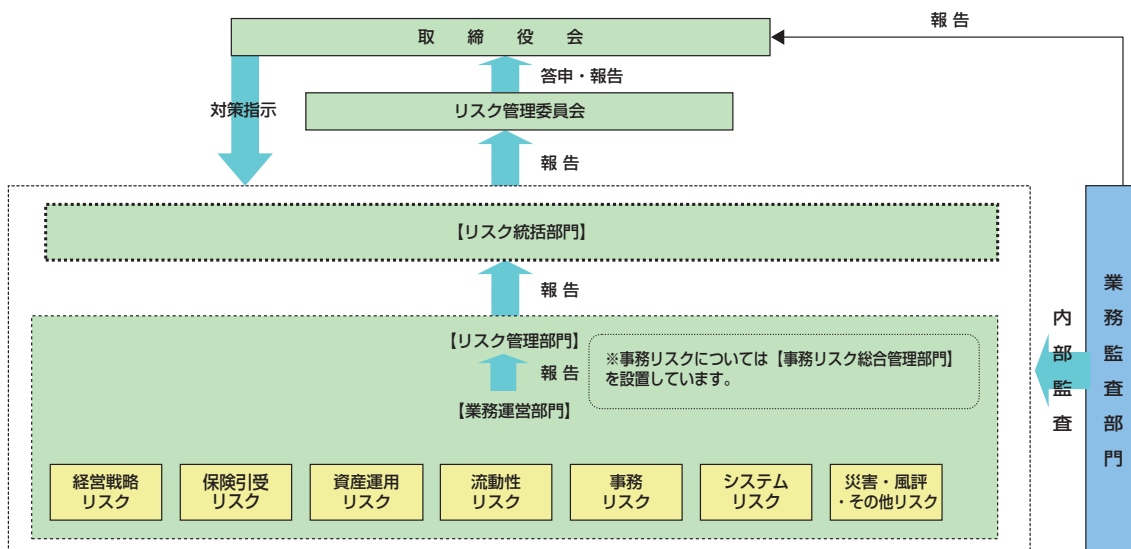 報 告
取 締 役 会
答申・報告
対策指示
リスク管理委員会
報 告
【リスク統括部門】
報 告
【リスク管理部門】
※事務リスクについては【事務リスク総合管理部門】
を設置しています。
報 告
【業務運営部門】
内部監査
業務監査部門
経営戦略
リスク
保険引受
リスク
資産運用
リスク
流動性
リスク
事務
リスク
システム
リスク
災害・風評
・その他リスク